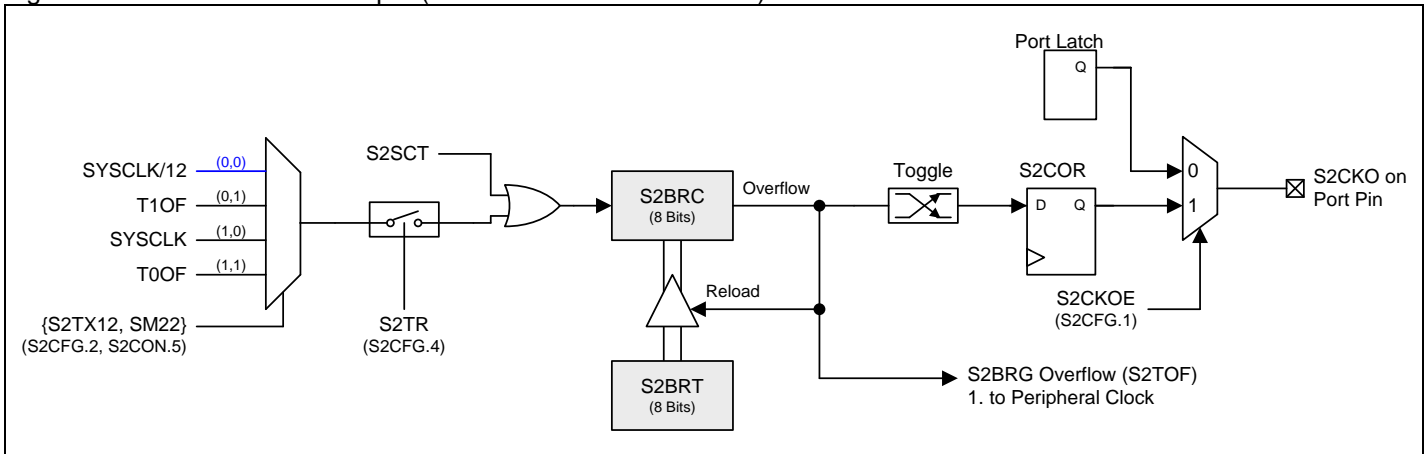 Port Latch
Q
SYSCLK/12 (0,0)
T1OF (0,1)
SYSCLK (1,0)
T0OF (1,1)
{S2TX12, SM22}
(S2CFG.2, S2CON.5)
S2SCT
S2TR
(S2CFG.4)
S2BRC
(8 Bits)
Overflow
Reload
S2BRT
(8 Bits)
Toggle
S2COR
D Q
0
1
S2CKO on
Port Pin
S2CKOE
(S2CFG.1)
S2BRG Overflow (S2TOF)
1. to Peripheral Clock